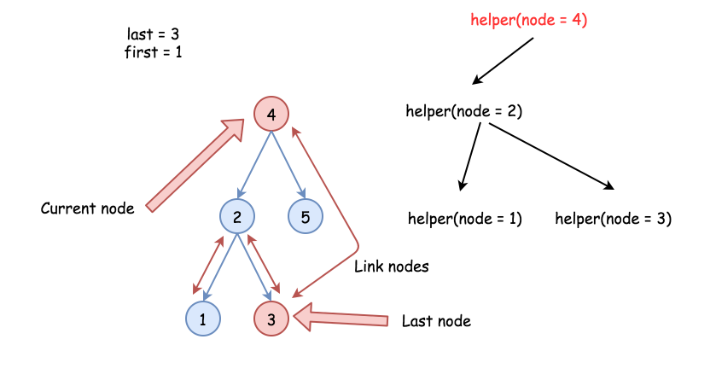 helper(node = 4)
last = 3
first = 1
4
helper(node = 2)
Current node
2
5
helper(node = 1)
helper(node = 3)
Link nodes
1
3
Last node